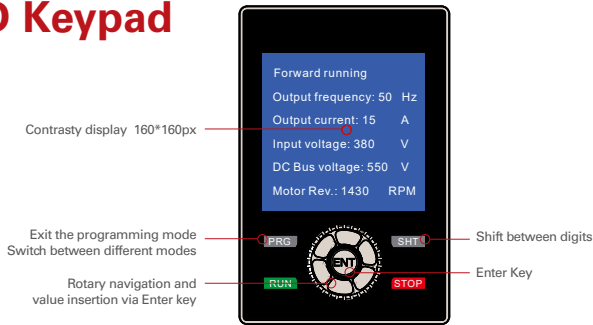 Keypad
Forward running
Output frequency: 50 Hz
Output current: 15 A
Input voltage: 380 V
DC Bus voltage: 550 V
Motor Rev.: 1430 RPM
Contrasty display 160*160px
Exit the programming mode
Switch between different modes
Rotary navigation and
value insertion via Enter key
PRG
SHT
ENT
RUN
STOP
Shift between digits
Enter Key